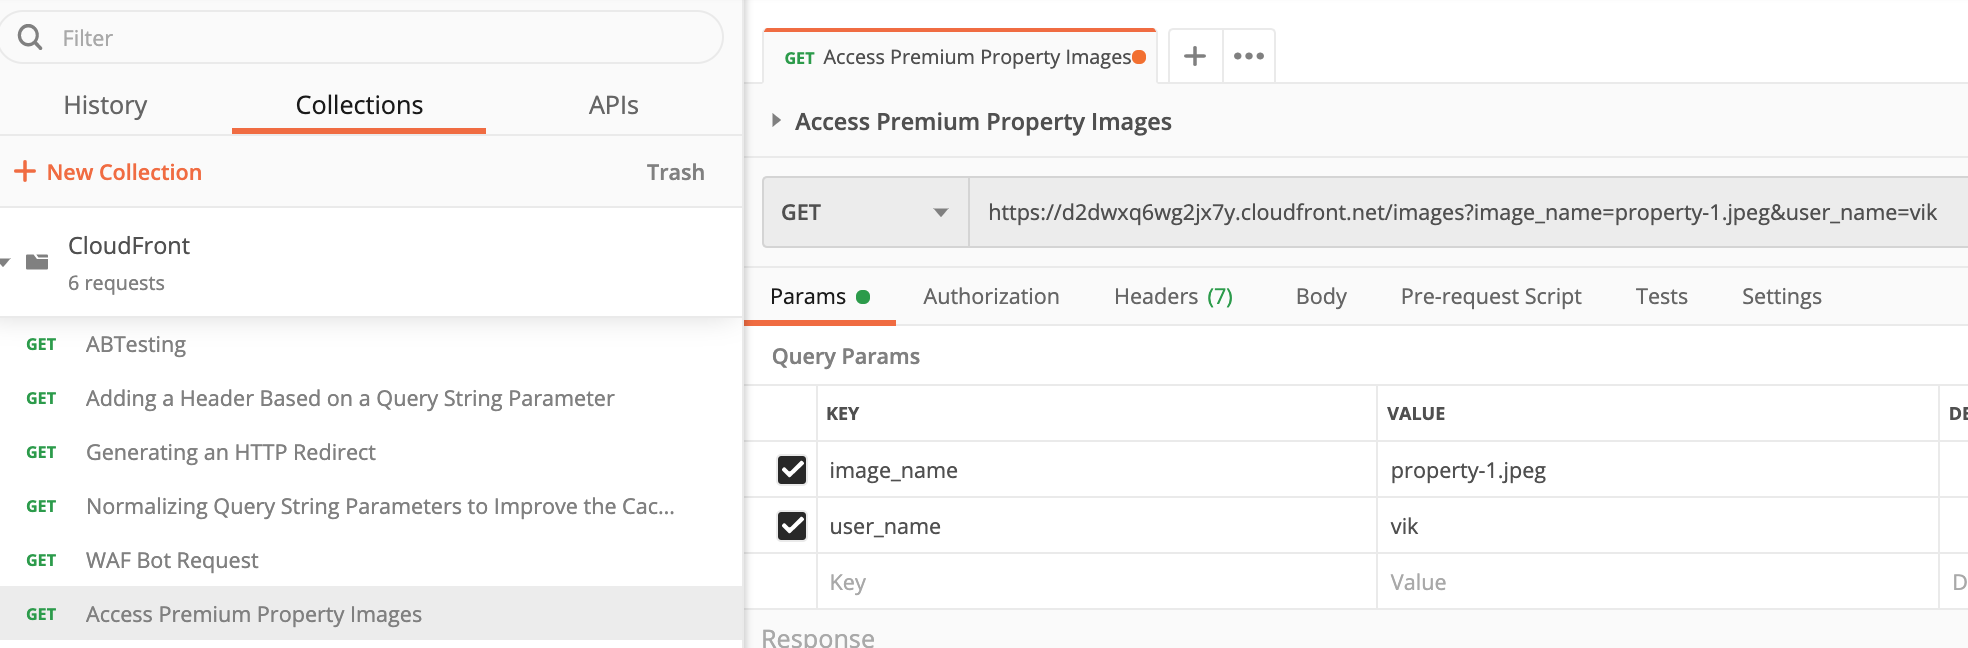 Filter
History Collections APIs
+ New Collection Trash
CloudFront
6 requests
GET ABTesting
GET Adding a Header Based on a Query String Parameter
GET Generating an HTTP Redirect
GET Normalizing Query String Parameters to Improve the Cac...
GET WAF Bot Request
GET Access Premium Property Images
GET Access Premium Property Images
Access Premium Property Images
GET https://d2dwxq6wg2jx7y.cloudfront.net/images?image_name=property-1.jpeg&user_name=vik
Params Authorization Headers (7) Body Pre-request Script Tests Settings
Query Params
KEY VALUE DE
image_name property-1.jpeg
user_name vik
Key Value D
Response